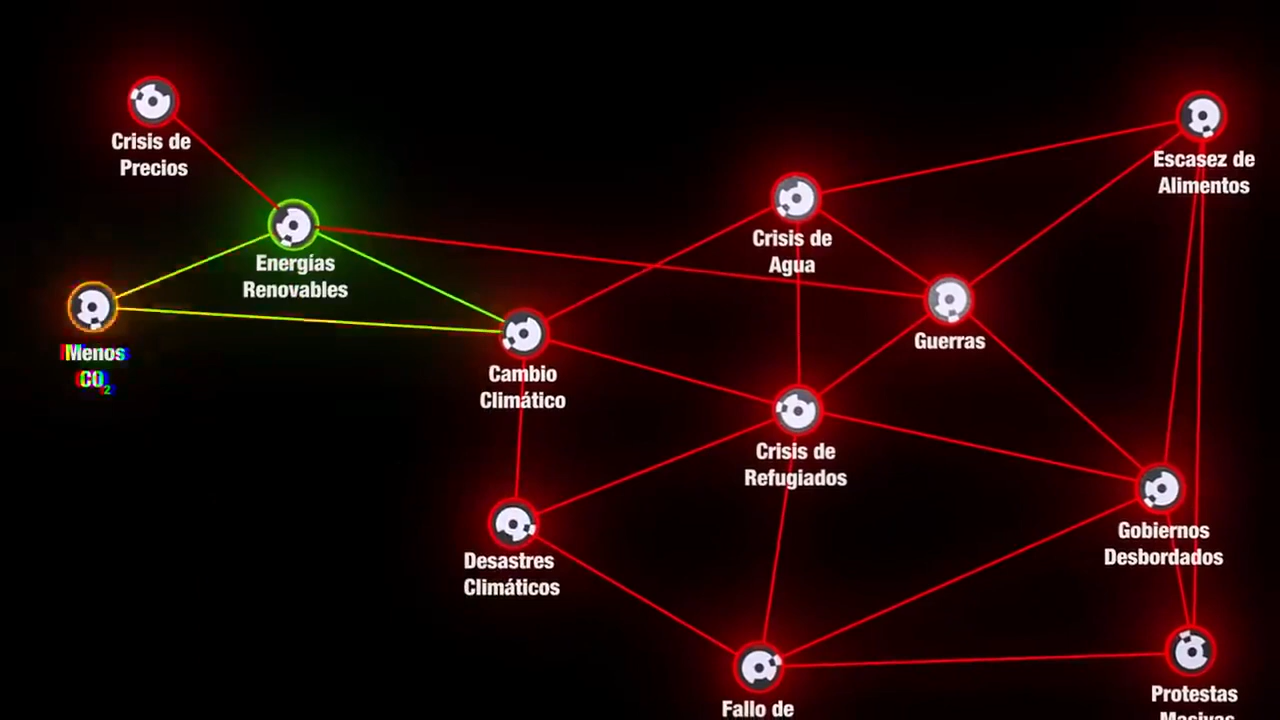 Crisis de
Precios
Energías
Renovables
Menos
CO₂
Cambio
Climático
Crisis de
Agua
Escasez de
Alimentos
Guerras
Crisis de
Refugiados
Desastres
Climáticos
Gobiernos
Desbordados
Fallo de
Protestas
Masivas